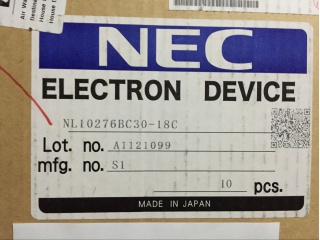 NEC
ELECTRON DEVICE
NL10276BC30-18C
Lot. no. A1121099
mfg. no. S1
10 pcs.
MADE IN JAPAN